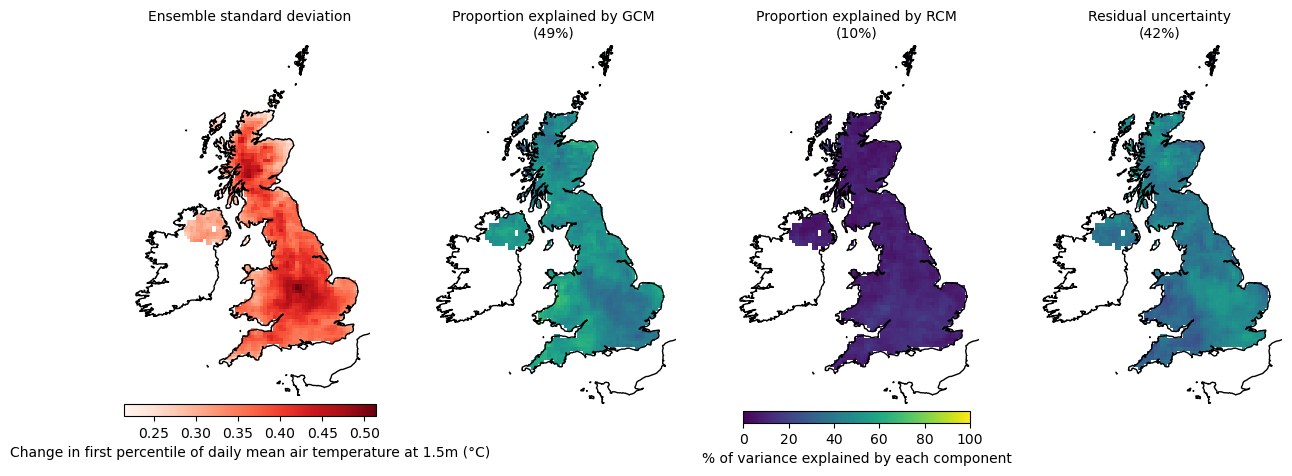 Ensemble standard deviation
Proportion explained by GCM
(49%)
Proportion explained by RCM
(10%)
Residual uncertainty
(42%)
0.25 0.30 0.35 0.40 0.45 0.50
Change in first percentile of daily mean air temperature at 1.5m (°C)
0 20 40 60 80 100
% of variance explained by each component